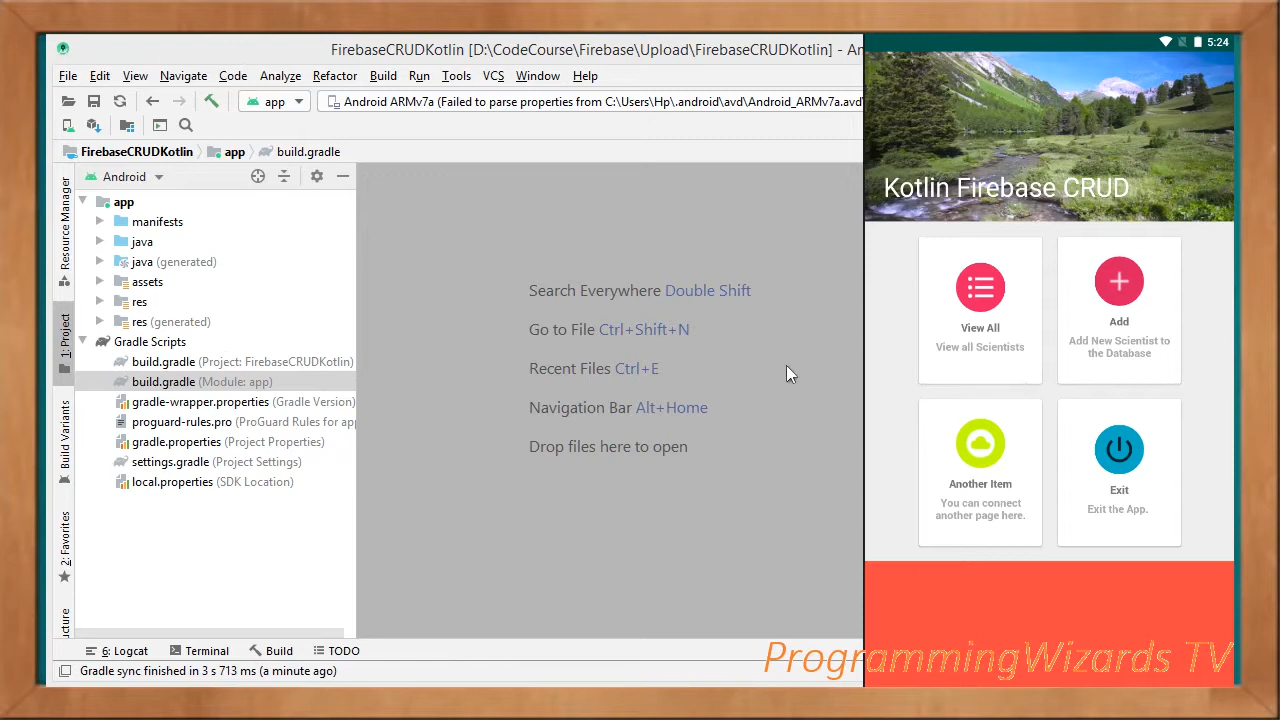 FirebaseCRUDKotlin [D:\CodeCourse\Firebase\Upload\FirebaseCRUDKotlin] - An
File Edit View Navigate Code Analyze Refactor Build Run Tools VCS Window Help
app Android ARMv7a (Failed to parse properties from C:\Users\Hp\.android\avd\Android_ARMv7a.avd
FirebaseCRUDKotlin app build.gradle
Android
Resource Manager
1: Project
Build Variants
2: Favorites
ucture
app
manifests
java
java (generated)
assets
res
res (generated)
Gradle Scripts
build.gradle (Project: FirebaseCRUDKotlin)
build.gradle (Module: app)
gradle-wrapper.properties (Gradle Version)
proguard-rules.pro (ProGuard Rules for app
gradle.properties (Project Properties)
settings.gradle (Project Settings)
local.properties (SDK Location)
Search Everywhere Double Shift
Go to File Ctrl+Shift+N
Recent Files Ctrl+E
Navigation Bar Alt+Home
Drop files here to open
6: Logcat Terminal Build TODO
Gradle sync finished in 3 s 713 ms (a minute ago)
5:24
Kotlin Firebase CRUD
View All
View all Scientists
Add
Add New Scientist to
the Database
Another Item
You can connect
another page here.
Exit
Exit the App.
ProgrammingWizards TV